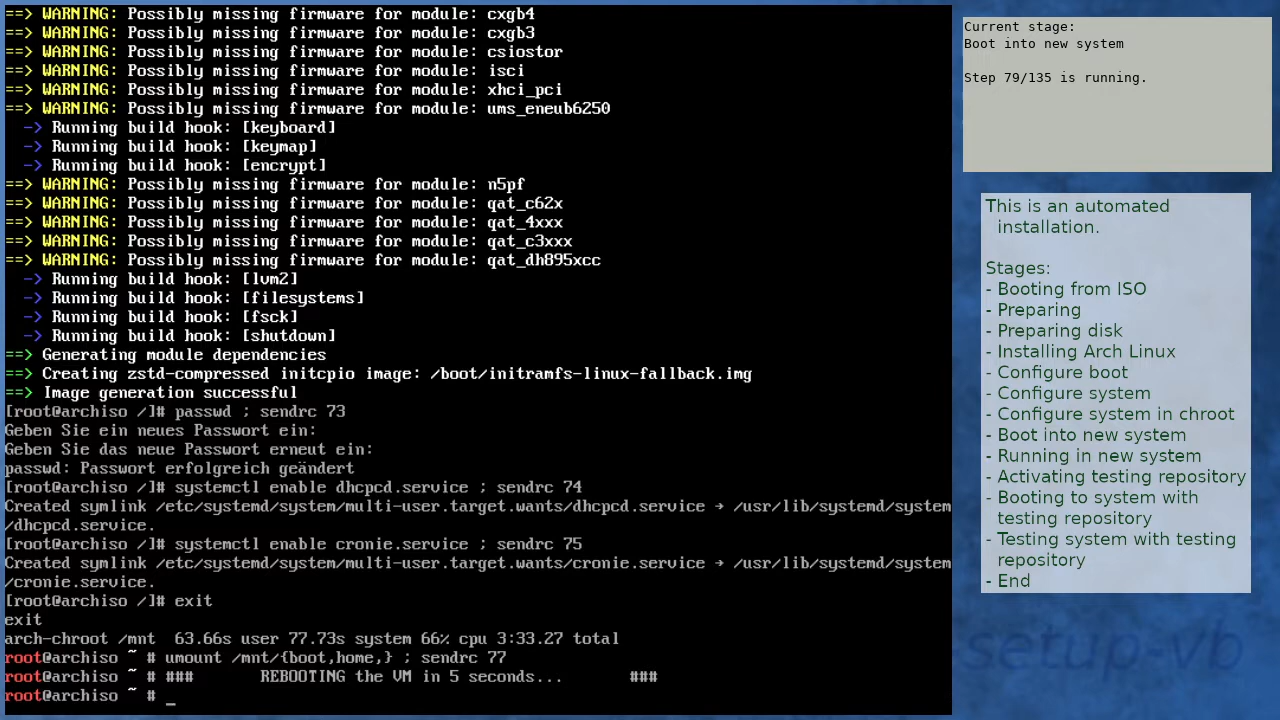 ==> WARNING: Possibly missing firmware for module: cxgb4
==> WARNING: Possibly missing firmware for module: cxgb3
==> WARNING: Possibly missing firmware for module: csiostor
==> WARNING: Possibly missing firmware for module: isci
==> WARNING: Possibly missing firmware for module: xhci_pci
==> WARNING: Possibly missing firmware for module: ums_eneub6250
  -> Running build hook: [keyboard]
  -> Running build hook: [keymap]
  -> Running build hook: [encrypt]
==> WARNING: Possibly missing firmware for module: n5pf
==> WARNING: Possibly missing firmware for module: qat_c62x
==> WARNING: Possibly missing firmware for module: qat_4xxx
==> WARNING: Possibly missing firmware for module: qat_c3xxx
==> WARNING: Possibly missing firmware for module: qat_dh895xcc
  -> Running build hook: [lvm2]
  -> Running build hook: [filesystems]
  -> Running build hook: [fsck]
  -> Running build hook: [shutdown]
==> Generating module dependencies
==> Creating zstd-compressed initcpio image: /boot/initramfs-linux-fallback.img
==> Image generation successful
[root@archiso /]# passwd ; sendrc 73
Geben Sie ein neues Passwort ein:
Geben Sie das neue Passwort erneut ein:
passwd: Passwort erfolgreich geändert
[root@archiso /]# systemctl enable dhcpcd.service ; sendrc 74
Created symlink /etc/systemd/system/multi-user.target.wants/dhcpcd.service → /usr/lib/systemd/system
/dhcpcd.service.
[root@archiso /]# systemctl enable cronie.service ; sendrc 75
Created symlink /etc/systemd/system/multi-user.target.wants/cronie.service → /usr/lib/systemd/system
/cronie.service.
[root@archiso /]# exit
exit
arch-chroot /mnt  63.66s user 77.73s system 66% cpu 3:33.27 total
root@archiso ~ # umount /mnt/{boot,home,} ; sendrc 77
root@archiso ~ # ###       REBOOTING the VM in 5 seconds...       ###
root@archiso ~ # _
Current stage:
Boot into new system
Step 79/135 is running.
This is an automated
installation.
Stages:
- Booting from ISO
- Preparing
- Preparing disk
- Installing Arch Linux
- Configure boot
- Configure system
- Configure system in chroot
- Boot into new system
- Running in new system
- Activating testing repository
- Booting to system with
testing repository
- Testing system with testing
repository
- End
setup-vb